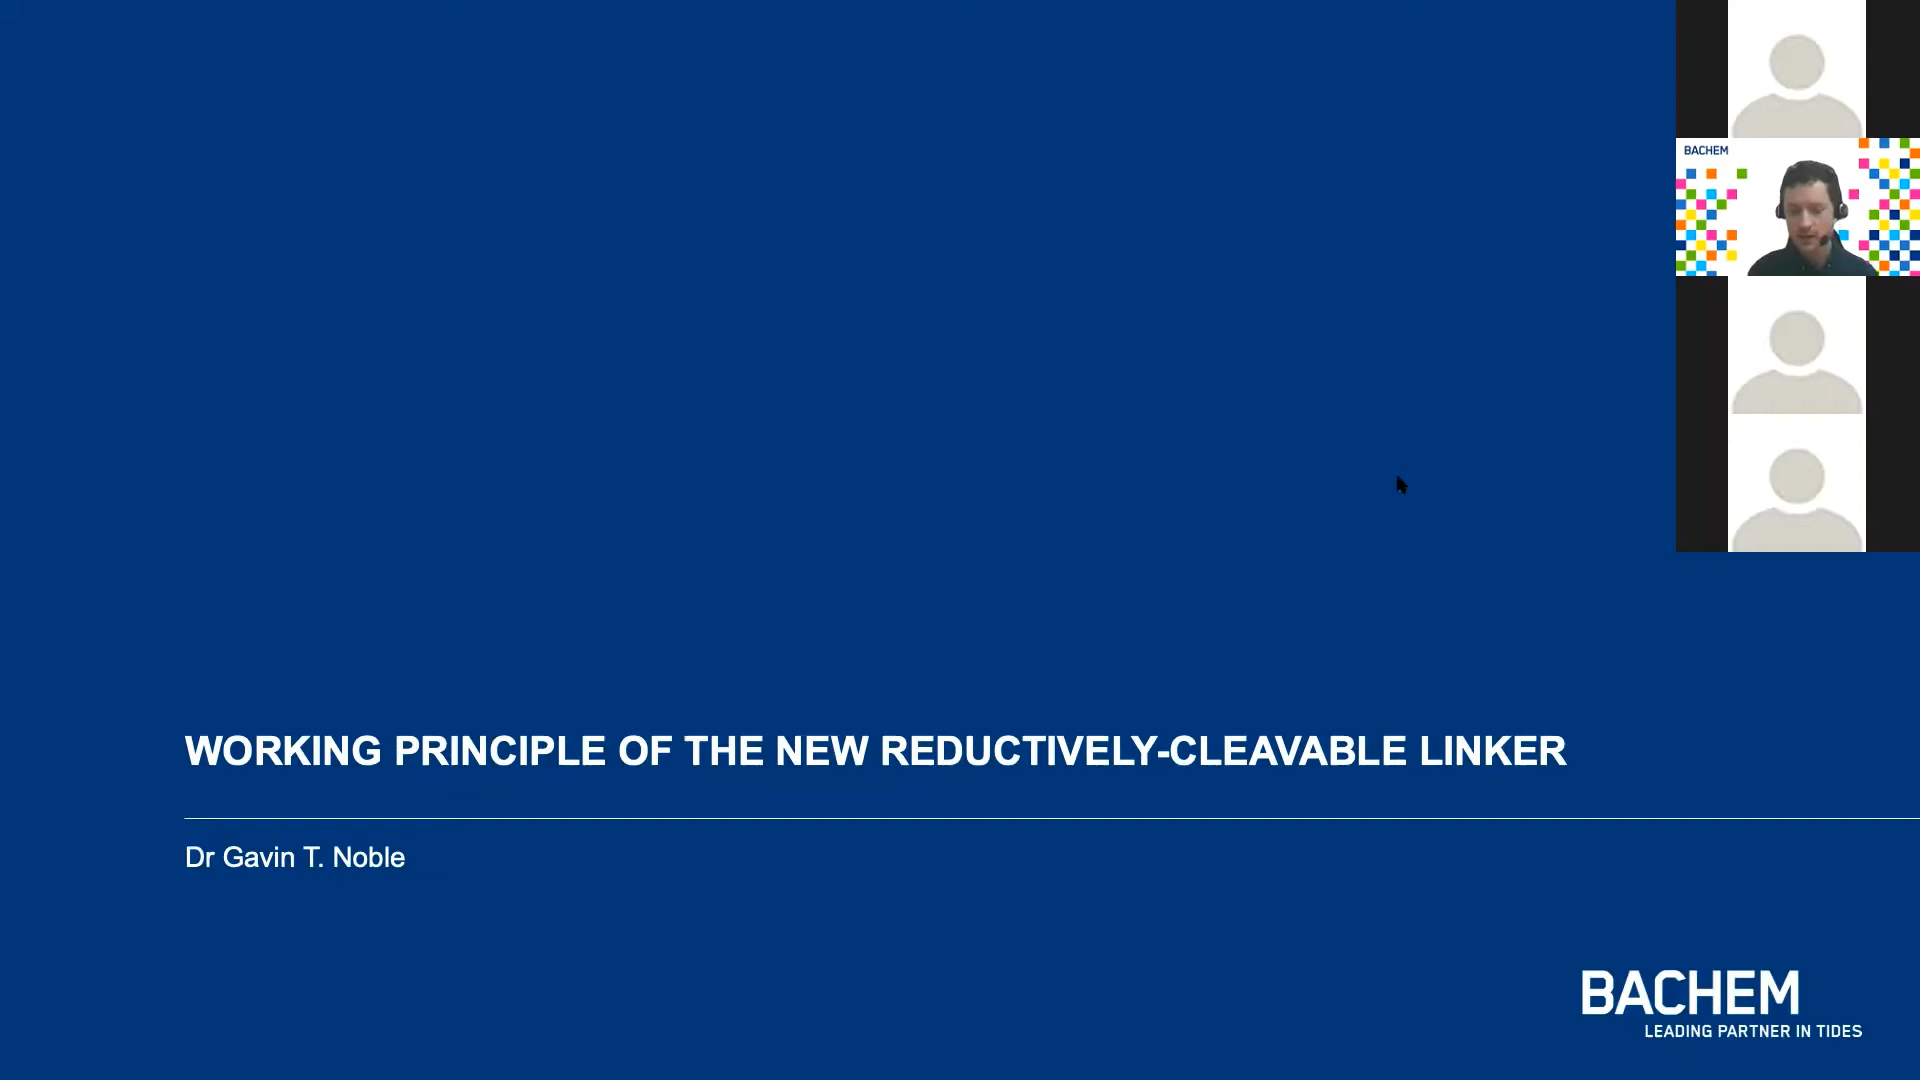 BACHEM
WORKING PRINCIPLE OF THE NEW REDUCTIVELY-CLEAVABLE LINKER
Dr Gavin T. Noble
BACHEM
LEADING PARTNER IN TIDES